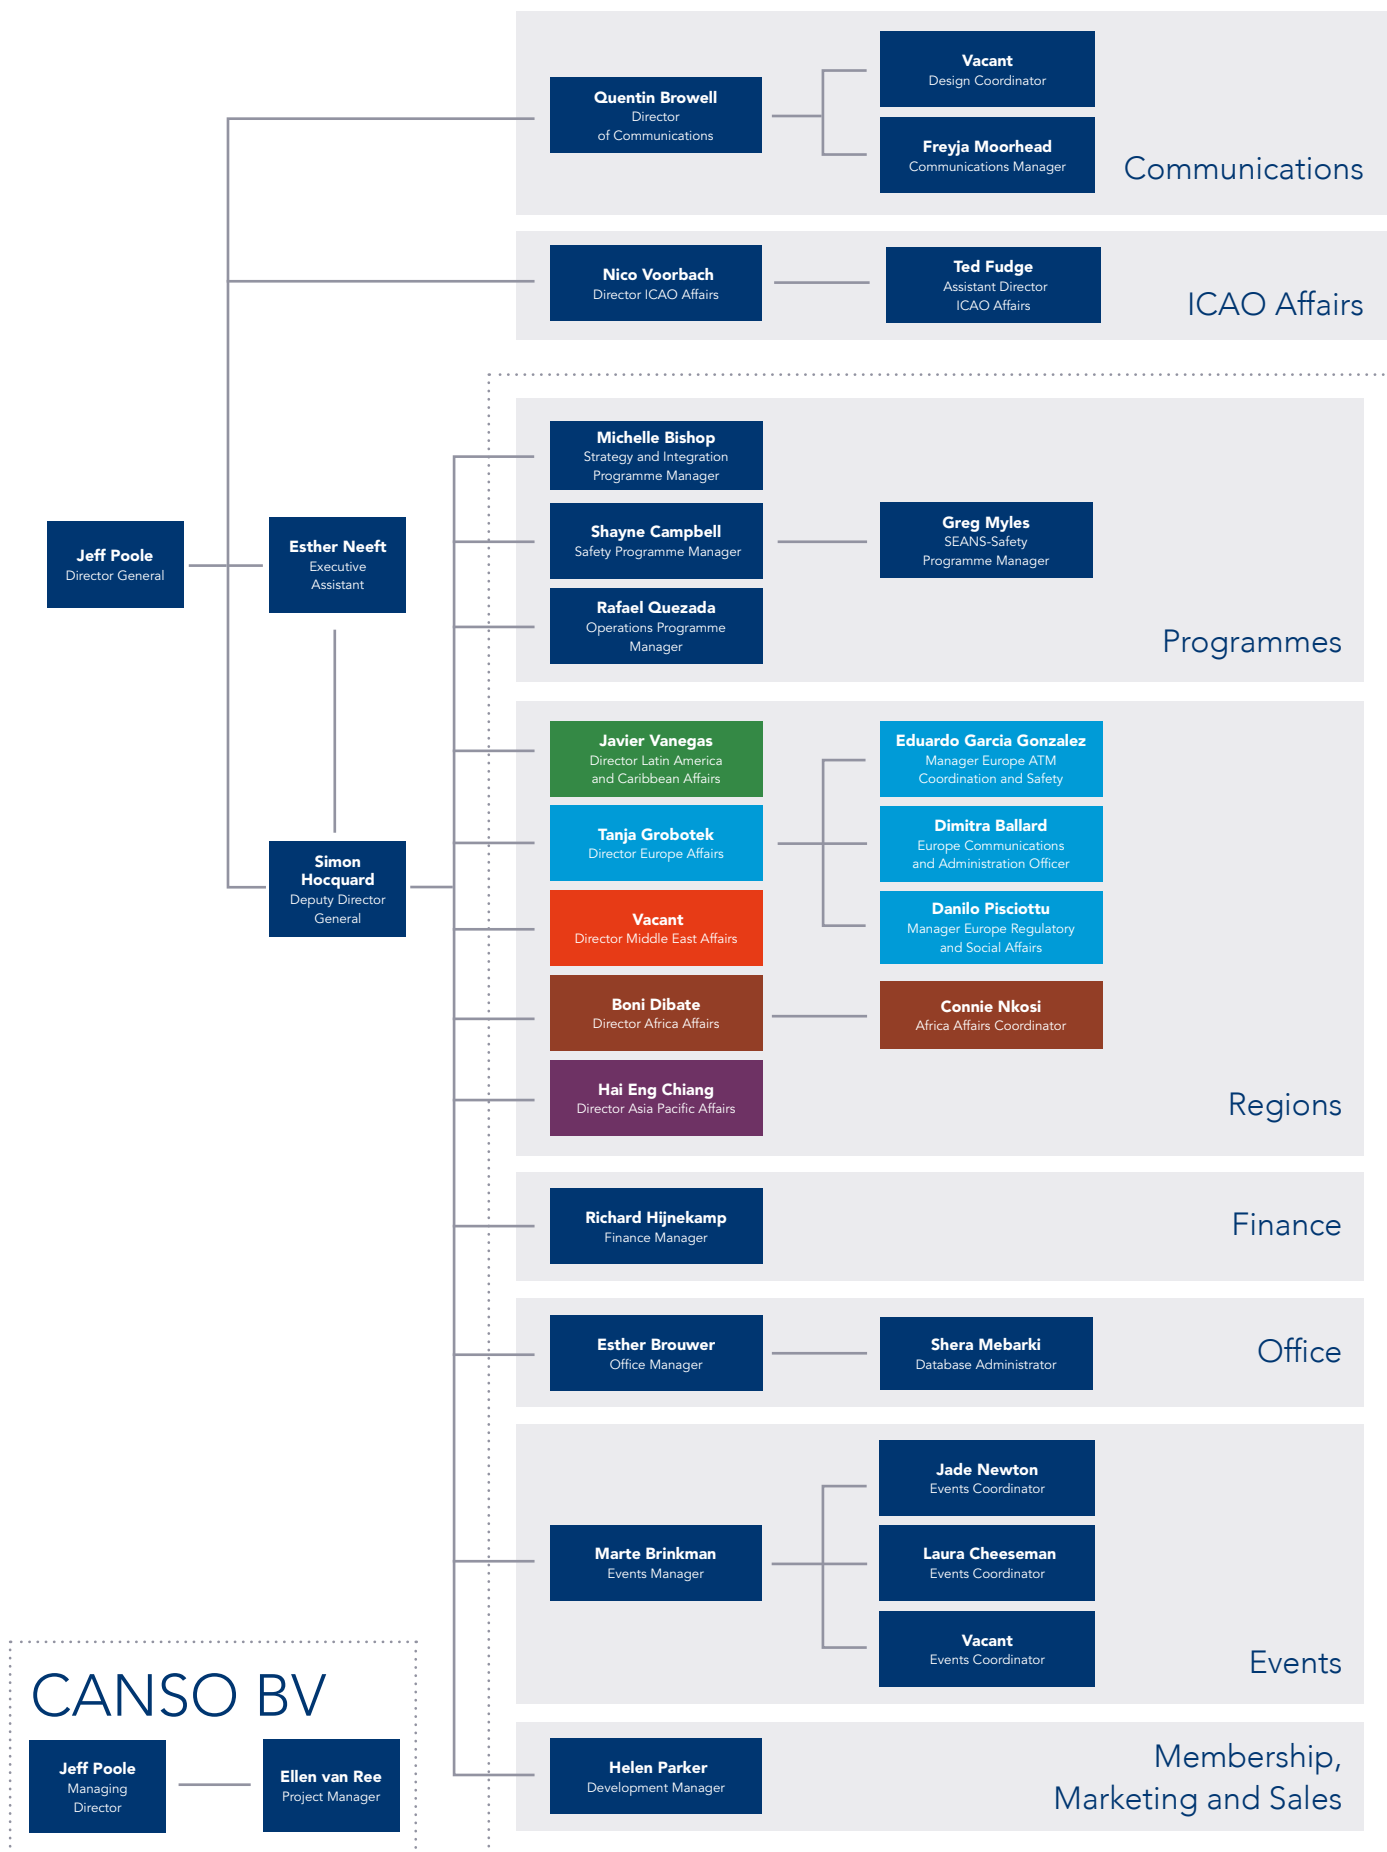 Quentin Browell
Director
of Communications
Vacant
Design Coordinator
Freyja Moorhead
Communications Manager
Communications
Nico Voorbach
Director ICAO Affairs
Ted Fudge
Assistant Director
ICAO Affairs
ICAO Affairs
Jeff Poole
Director General
Esther Neeft
Executive
Assistant
Simon
Hocquard
Deputy Director
General
Michelle Bishop
Strategy and Integration
Programme Manager
Shayne Campbell
Safety Programme Manager
Greg Myles
SEANS-Safety
Programme Manager
Rafael Quezada
Operations Programme
Manager
Programmes
Javier Vanegas
Director Latin America
and Caribbean Affairs
Tanja Grobotek
Director Europe Affairs
Eduardo Garcia Gonzalez
Manager Europe ATM
Coordination and Safety
Dimitra Ballard
Europe Communications
and Administration Officer
Danilo Pisciottu
Manager Europe Regulatory
and Social Affairs
Vacant
Director Middle East Affairs
Boni Dibate
Director Africa Affairs
Connie Nkosi
Africa Affairs Coordinator
Hai Eng Chiang
Director Asia Pacific Affairs
Regions
Richard Hijnekamp
Finance Manager
Finance
Esther Brouwer
Office Manager
Shera Mebarki
Database Administrator
Office
Marte Brinkman
Events Manager
Jade Newton
Events Coordinator
Laura Cheeseman
Events Coordinator
Vacant
Events Coordinator
Events
Helen Parker
Development Manager
Membership,
Marketing and Sales
CANSO BV
Jeff Poole
Managing
Director
Ellen van Ree
Project Manager